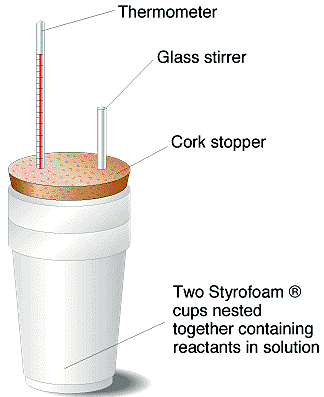 Thermometer
Glass stirrer
Cork stopper
Two Styrofoam ®
cups nested
together containing
reactants in solution